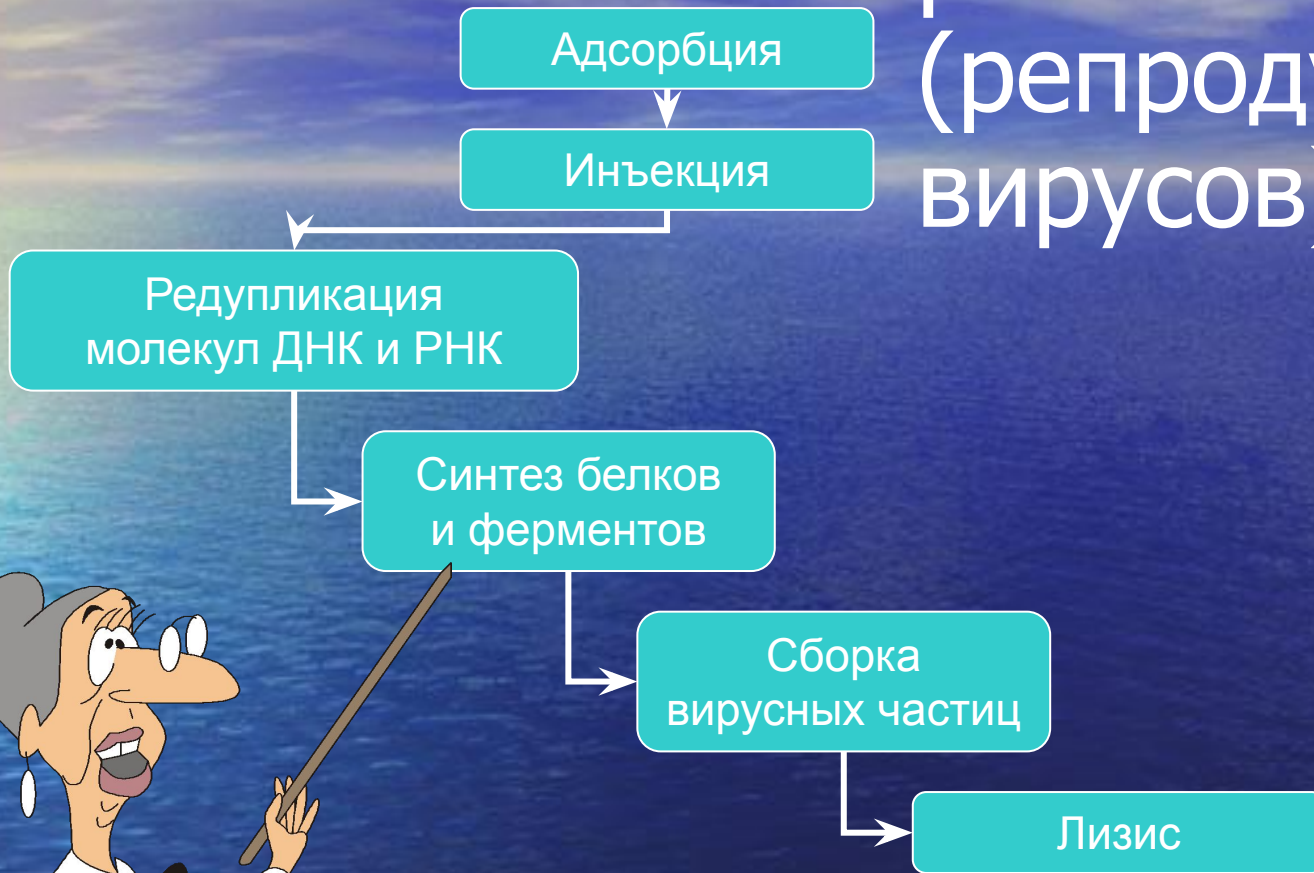 Адсорбция
Инъекция
вирусов)
Редупликация
молекул ДНК и РНК
Синтез белков
и ферментов
Сборка
вирусных частиц
Лизис